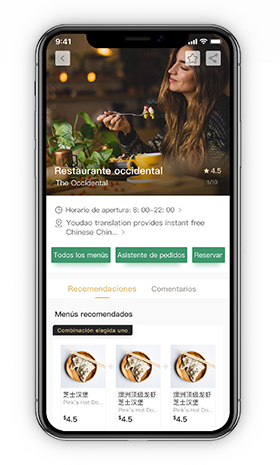 9:41
Restaurante occidental
★4.5
The Occidental
1/10
Horario de apertura: 8: 00–22: 00 >
Youdao translation provides instant free
Chinese Chin... >
Todos los menús
Asistente de pedidos
Reservar
Recomendaciones
Comentarios
Menús recomendados
Combinación elegida uno
芝士汉堡
澳洲顶级龙虾
芝士汉堡
澳洲顶级龙虾
芝士汉堡
Pink's Hot Do...
Pink's Hot Do...
Pink's Hot Do...
$4.5
$4.5
$4.5